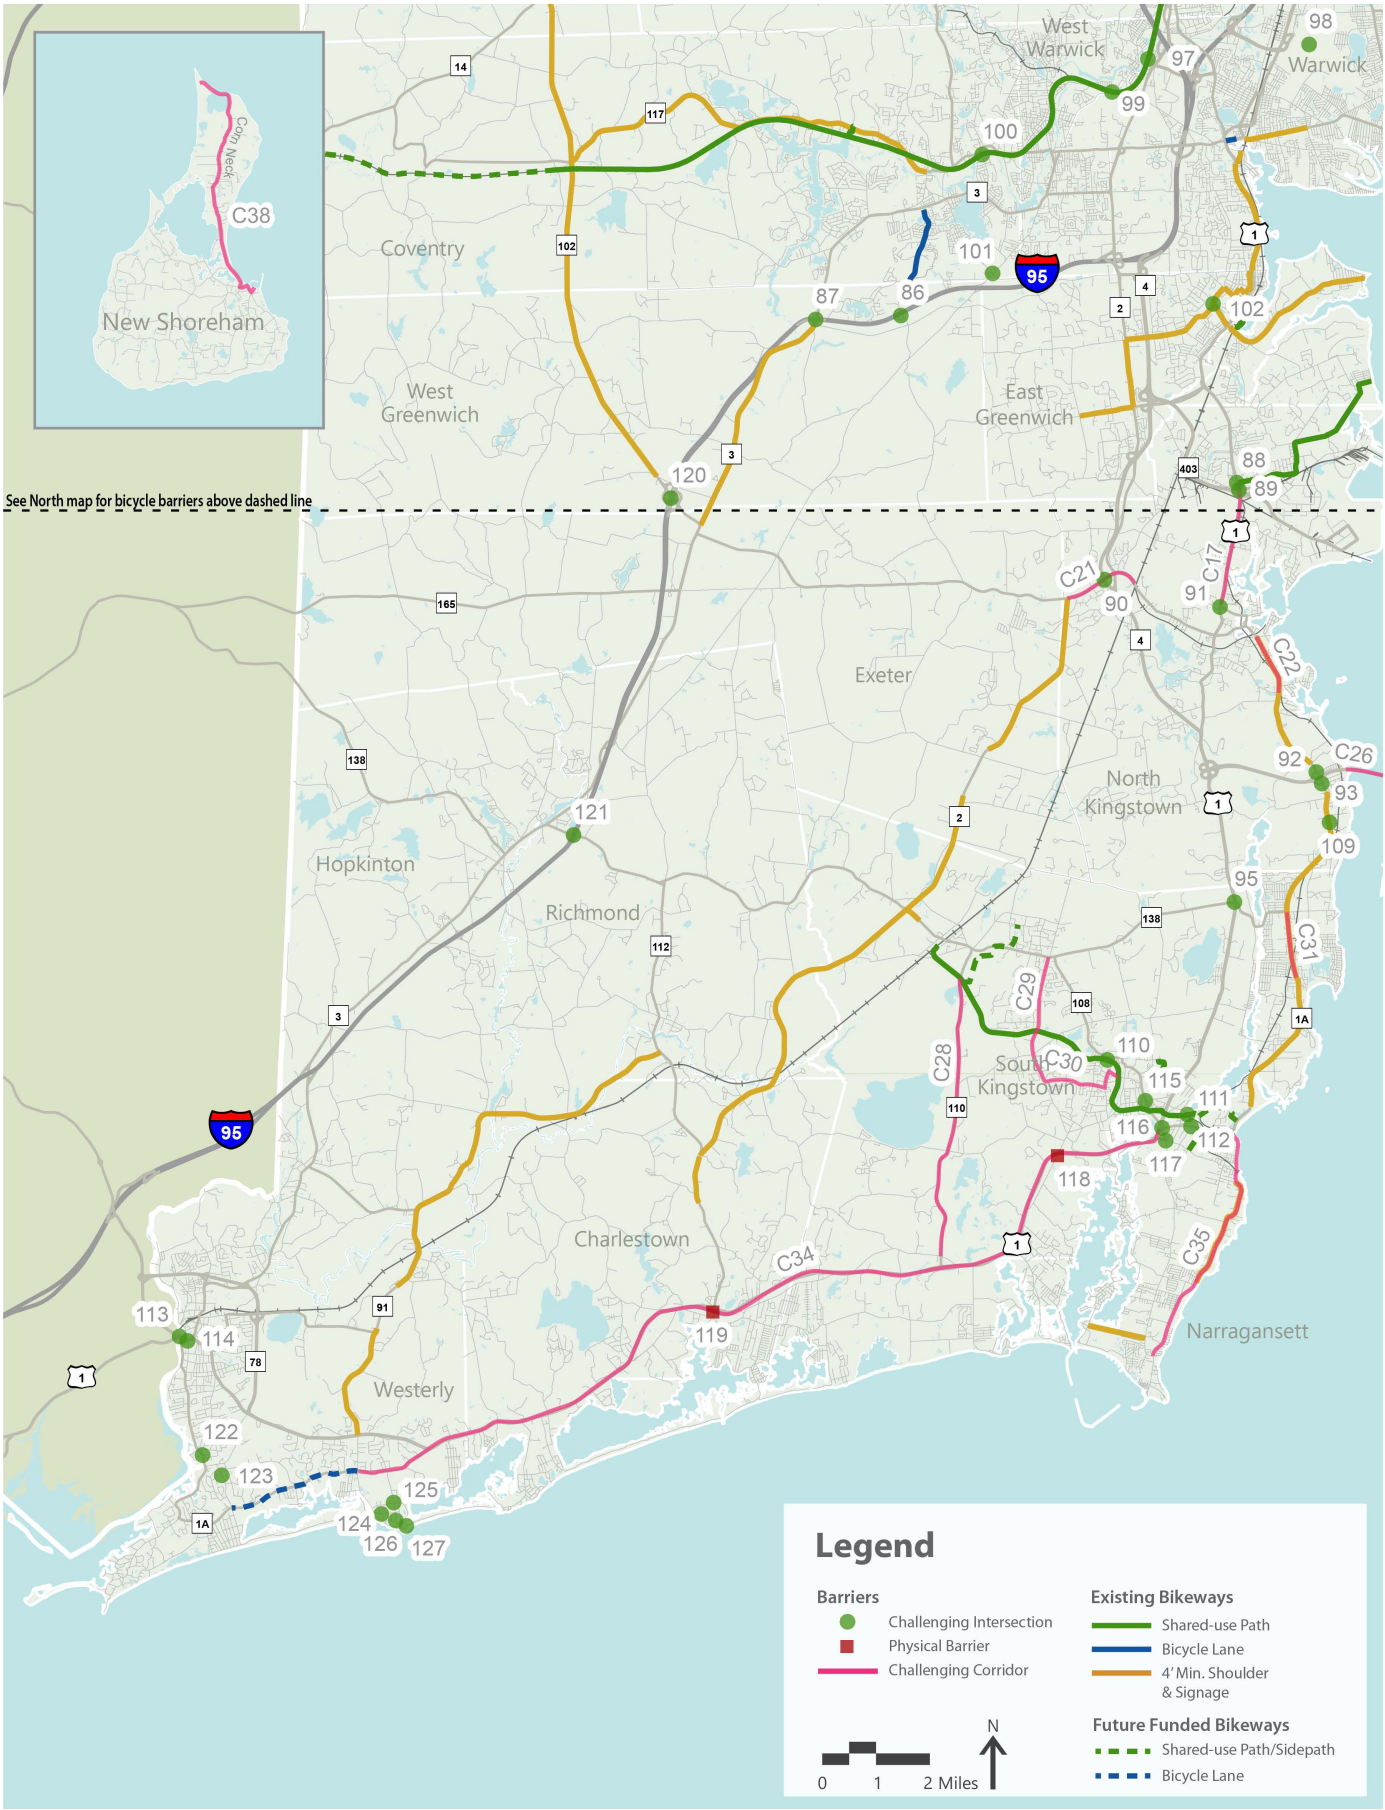 98
West
Warwick
97
Warwick
14
99
117
100
3
Corn Neck
C38
1
102
Coventry
101
95
4
2
87
86
102
New Shoreham
West
Greenwich
East
Greenwich
3
88
403
120
89
See North map for bicycle barriers above dashed line
1
C17
C21
165
91
90
4
C22
Exeter
138
92
C26
North
Kingstown
93
1
121
2
109
Hopkinton
95
Richmond
138
112
C31
C29
108
3
1A
110
C28
South
Kingstown
C30
115
110
111
95
116
112
117
118
Charlestown
1
C34
C35
91
113
114
119
Narragansett
78
1
Westerly
122
123
125
1A
124
126
127
Legend
Barriers
Challenging Intersection
Physical Barrier
Challenging Corridor
Existing Bikeways
Shared-use Path
Bicycle Lane
4' Min. Shoulder
& Signage
Future Funded Bikeways
Shared-use Path/Sidepath
Bicycle Lane
N
0 1 2 Miles